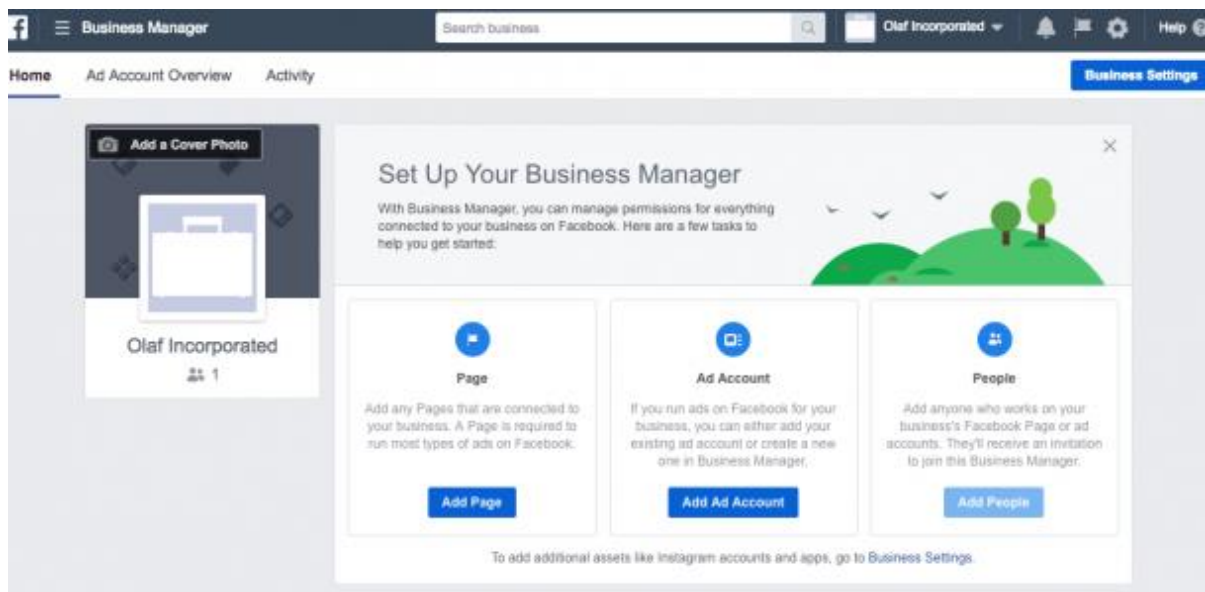 f
Business Manager
Search business
Olaf Incorporated
Help
Home
Ad Account Overview
Activity
Business Settings
Add a Cover Photo
Olaf Incorporated
1
Set Up Your Business Manager
With Business Manager, you can manage permissions for everything
connected to your business on Facebook. Here are a few tasks to
help you get started:
Page
Add any Pages that are connected to
your business. A Page is required to
run most types of ads on Facebook.
Add Page
Ad Account
If you run ads on Facebook for your
business, you can either add your
existing ad account or create a new
one in Business Manager.
Add Ad Account
People
Add anyone who works on your
business's Facebook Page or ad
accounts. They'll receive an invitation
to join this Business Manager.
Add People
To add additional assets like Instagram accounts and apps, go to Business Settings.